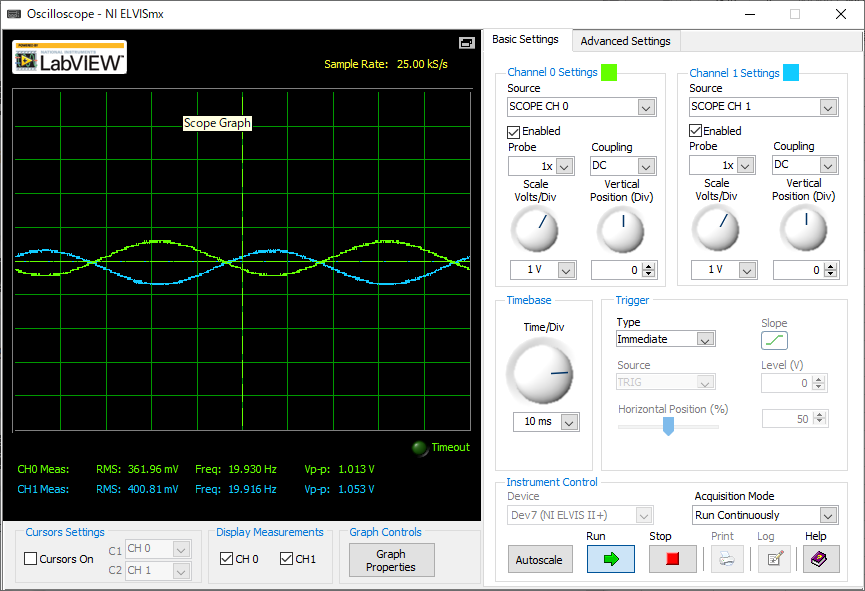 Oscilloscope - NI ELVISmx
POWERED BY
NATIONAL INSTRUMENTS
LabVIEW™
Sample Rate: 25.00 kS/s
Scope Graph
Timeout
CH0 Meas: RMS: 361.96 mV Freq: 19.930 Hz Vp-p: 1.013 V
CH1 Meas: RMS: 400.81 mV Freq: 19.916 Hz Vp-p: 1.053 V
Cursors Settings
Cursors On
C1 CH 0
C2 CH 1
Display Measurements
CH 0 CH1
Graph Controls
Graph
Properties
Basic Settings Advanced Settings
Channel 0 Settings
Source
SCOPE CH 0
Enabled
Probe Coupling
1x DC
Scale
Volts/Div
Vertical
Position (Div)
1 V 0
Channel 1 Settings
Source
SCOPE CH 1
Enabled
Probe Coupling
1x DC
Scale
Volts/Div
Vertical
Position (Div)
1 V 0
Timebase
Time/Div
10 ms
Trigger
Type
Immediate
Slope
Source
TRIG
Level (V)
0
Horizontal Position (%)
50
Instrument Control
Device
Dev7 (NI ELVIS II+)
Acquisition Mode
Run Continuously
Autoscale
Run Stop Print Log Help